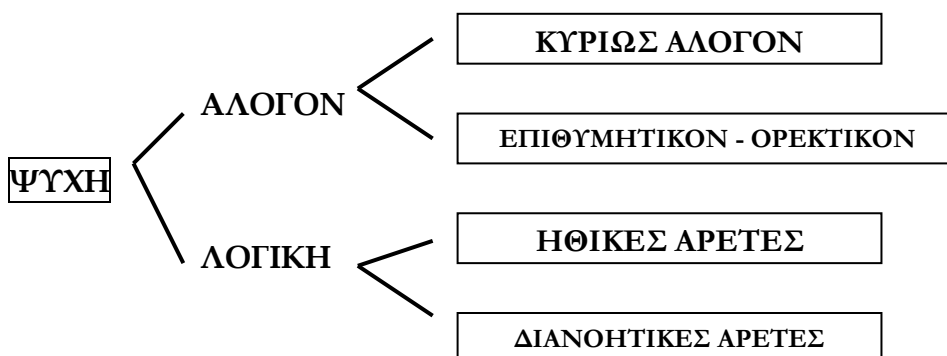 ΚΥΡΙΩΣ ΑΛΟΓΟΝ
ΑΛΟΓΟΝ
ΕΠΙΘΥΜΗΤΙΚΟΝ - ΟΡΕΚΤΙΚΟΝ
ΨΥΧΗ
ΗΘΙΚΕΣ ΑΡΕΤΕΣ
ΛΟΓΙΚΗ
ΔΙΑΝΟΗΤΙΚΕΣ ΑΡΕΤΕΣ